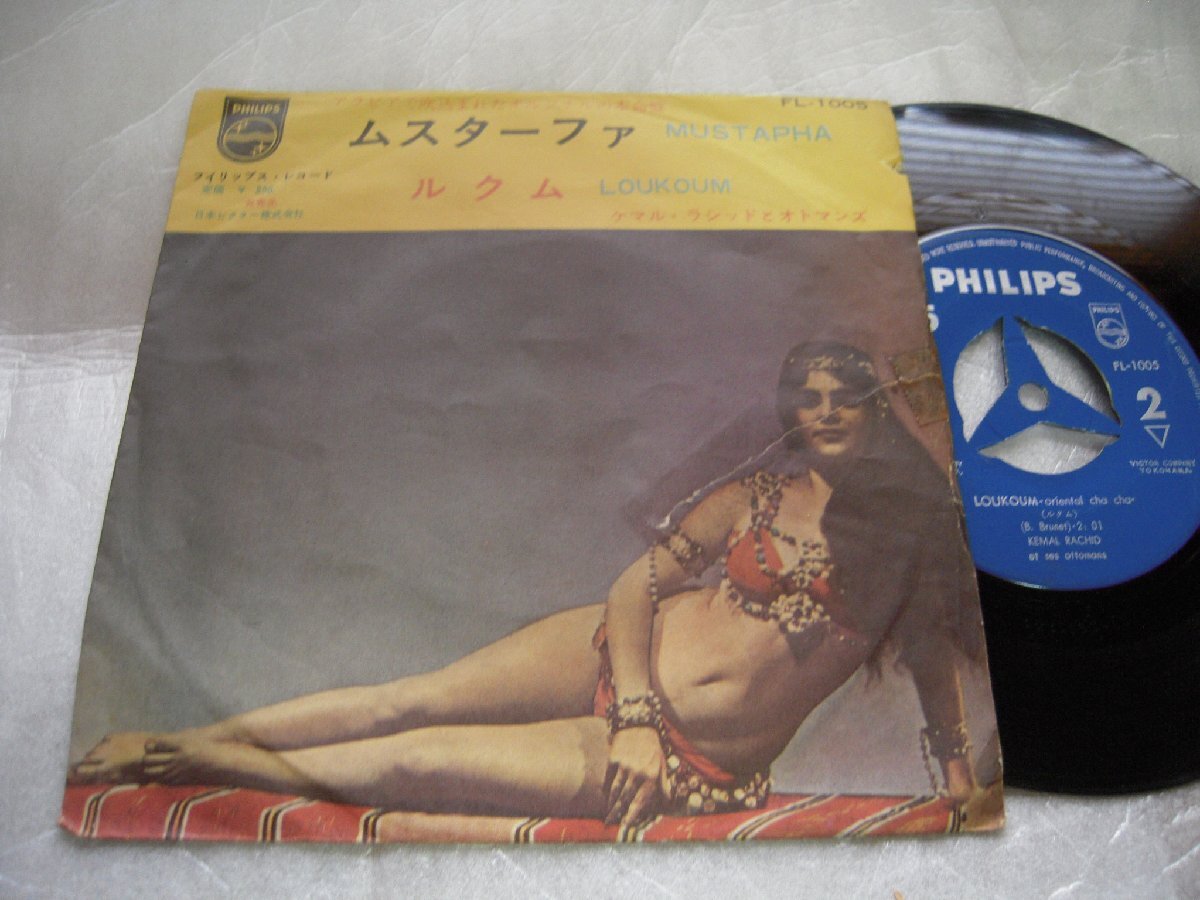 PHILIPS
FL-1005
ムスターファ MUSTAPHA
フィリップス・レコード
ルクム LOUKOUM
日本ビクター株式会社
ケマル・ラシッドとオトマンズ
PHILIPS
PHILIPS
FL-1005
2
VICTOR COMPANY
YOKOHAMA
LOUKOUM-oriental cha cha-
(ルクム)
(B. Brunet)-2: 01
KEMAL RACHID
et ses ottomans